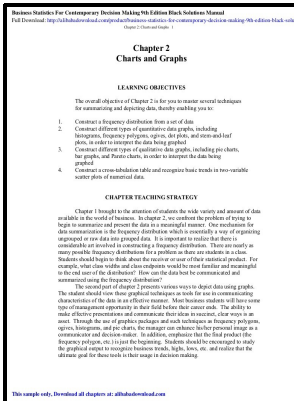 Business Statistics For Contemporary Decision Making 9th Edition Black Solutions Manual
Full Download: http://alibabadownload.com/product/business-statistics-for-contemporary-decision-making-9th-edition-black-solu
Chapter 2: Charts and Graphs 1
Chapter 2
Charts and Graphs
LEARNING OBJECTIVES
The overall objective of Chapter 2 is for you to master several techniques
for summarizing and depicting data, thereby enabling you to:
1. Construct a frequency distribution from a set of data
2. Construct different types of quantitative data graphs, including
histograms, frequency polygons, ogives, dot plots, and stem-and-leaf
plots, in order to interpret the data being graphed
3. Construct different types of qualitative data graphs, including pie charts,
bar graphs, and Pareto charts, in order to interpret the data being
graphed
4. Construct a cross-tabulation table and recognize basic trends in two-variable
scatter plots of numerical data.
CHAPTER TEACHING STRATEGY
Chapter 1 brought to the attention of students the wide variety and amount of data
available in the world of business. In chapter 2, we confront the problem of trying to
begin to summarize and present the data in a meaningful manner. One mechanism for
data summarization is the frequency distribution which is essentially a way of organizing
ungrouped or raw data into grouped data. It is important to realize that there is
considerable art involved in constructing a frequency distribution. There are nearly as
many possible frequency distributions for a problem as there are students in a class.
Students should begin to think about the receiver or user of their statistical product. For
example, what class widths and class endpoints would be most familiar and meaningful
to the end user of the distribution? How can the data best be communicated and
summarized using the frequency distribution?
The second part of chapter 2 presents various ways to depict data using graphs.
The student should view these graphical techniques as tools for use in communicating
characteristics of the data in an effective manner. Most business students will have some
type of management opportunity in their field before their career ends. The ability to
make effective presentations and communicate their ideas in succinct, clear ways is an
asset. Through the use of graphics packages and such techniques as frequency polygons,
ogives, histograms, and pie charts, the manager can enhance his/her personal image as a
communicator and decision-maker. In addition, emphasize that the final product (the
frequency polygon, etc.) is just the beginning. Students should be encouraged to study
the graphical output to recognize business trends, highs, lows, etc. and realize that the
ultimate goal for these tools is their usage in decision making.
This sample only, Download all chapters at: alibabadownload.com